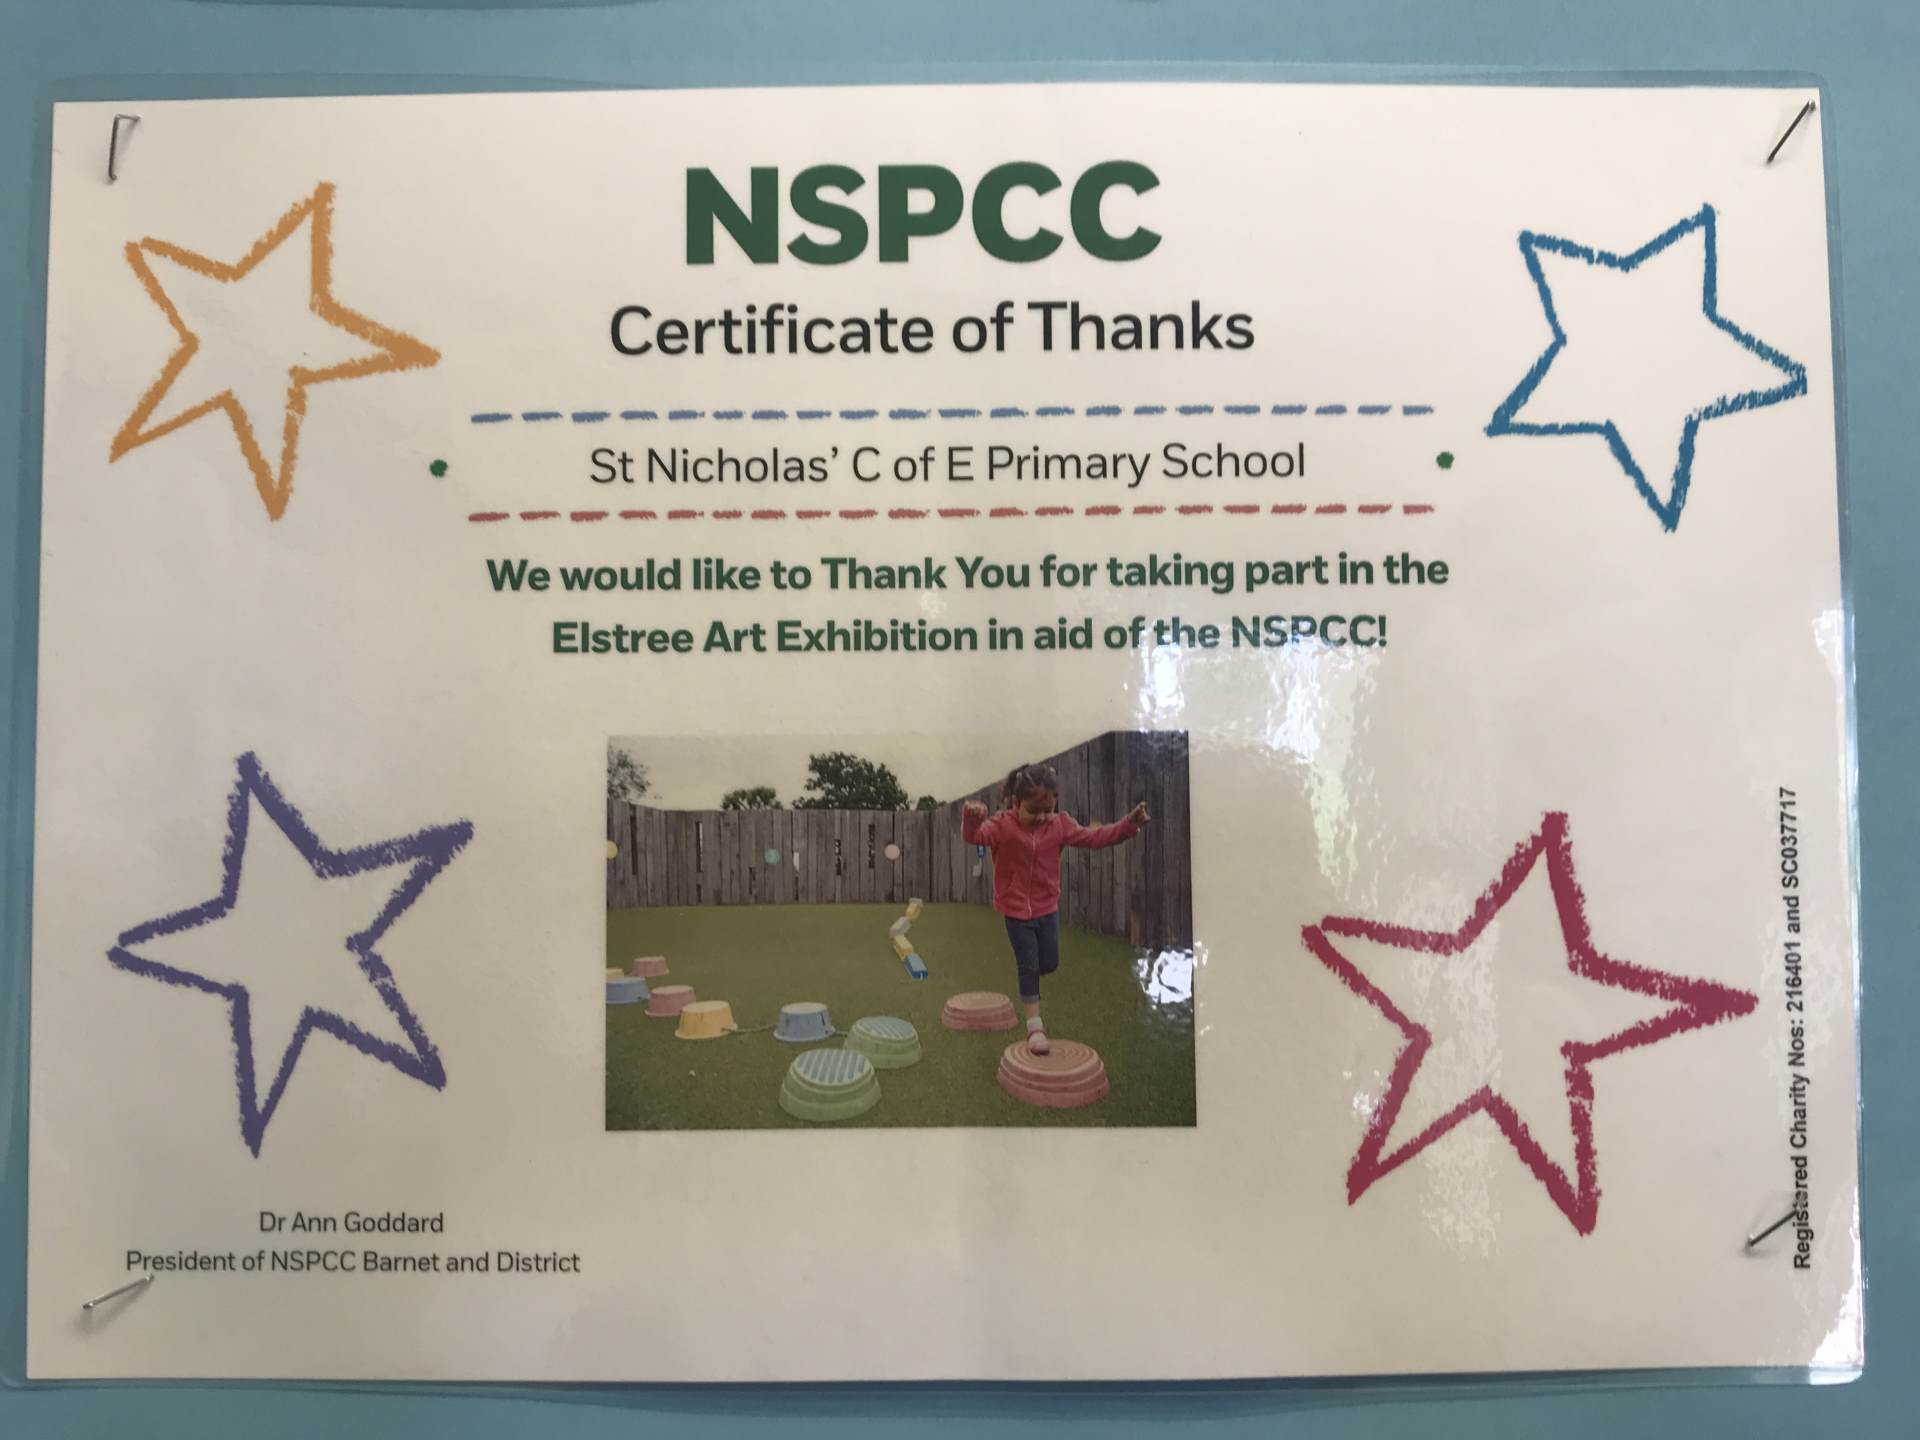 NSPCC
Certificate of Thanks
St Nicholas’ C of E Primary School
We would like to Thank You for taking part in the
Elstree Art Exhibition in aid of the NSPCC!
Dr Ann Goddard
President of NSPCC Barnet and District
Registered Charity Nos: 216401 and SC037717